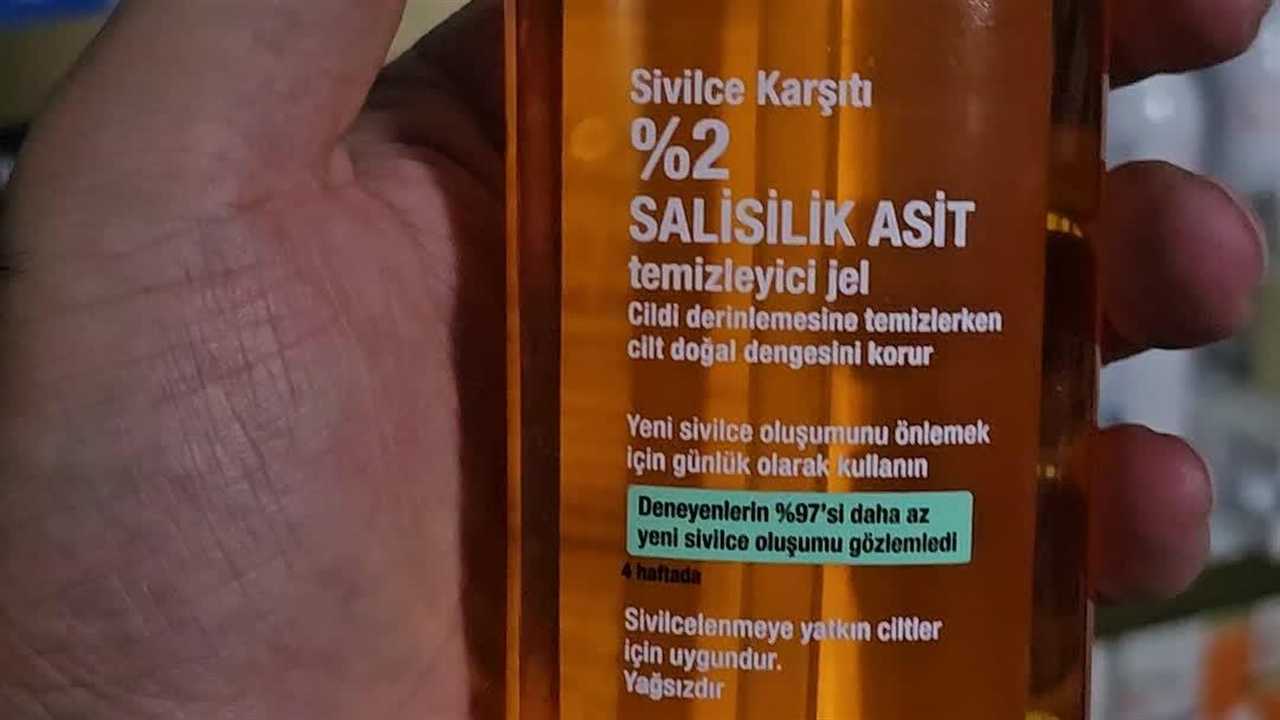 Sivilce Karşıtı
%2
SALİSİLİK ASİT
temizleyici jel
Cildi derinlemesine temizlerken
cilt doğal dengesini korur
Yeni sivilce oluşumunu önlemek
için günlük olarak kullanın
Deneyenlerin %97'si daha az
yeni sivilce oluşumu gözlemledi
4 haftada
Sivilcelenmeye yatkın ciltler
için uygundur.
Yağsızdır